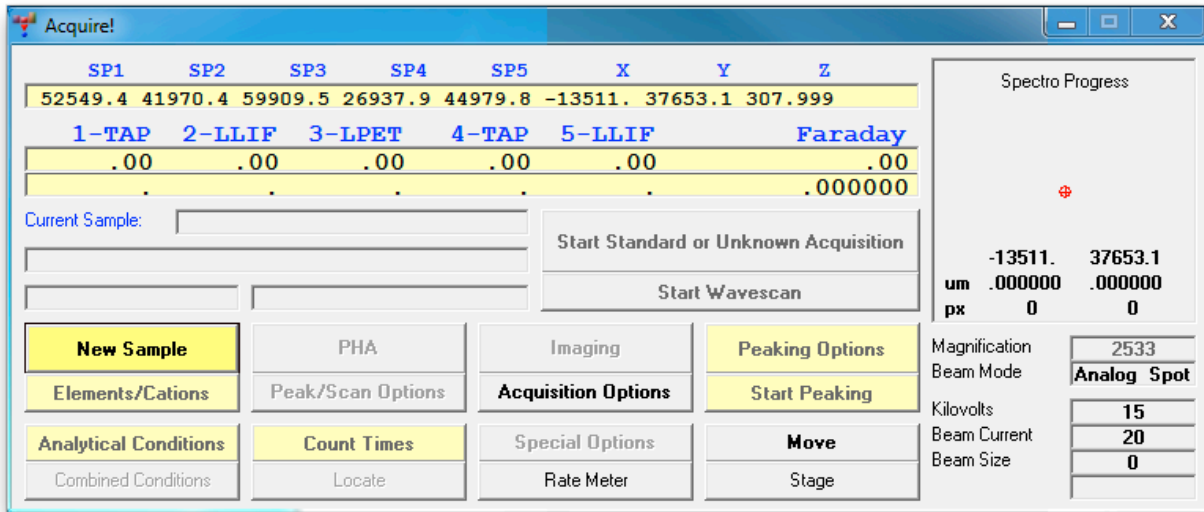 Acquire!
SP1 SP2 SP3 SP4 SP5 X Y Z
52549.4 41970.4 59909.5 26937.9 44979.8 -13511. 37653.1 307.999
1-TAP 2-LLIF 3-LPET 4-TAP 5-LLIF Faraday
.00 .00 .00 .00 .00 .00
. . . . . .000000
Current Sample:
Start Standard or Unknown Acquisition
Start Wavescan
New Sample PHA Imaging Peaking Options
Elements/Cations Peak/Scan Options Acquisition Options Start Peaking
Analytical Conditions Count Times Special Options Move
Combined Conditions Locate Rate Meter Stage
Spectro Progress
-13511. 37653.1
um .000000 .000000
px 0 0
Magnification 2533
Beam Mode Analog Spot
Kilovolts 15
Beam Current 20
Beam Size 0